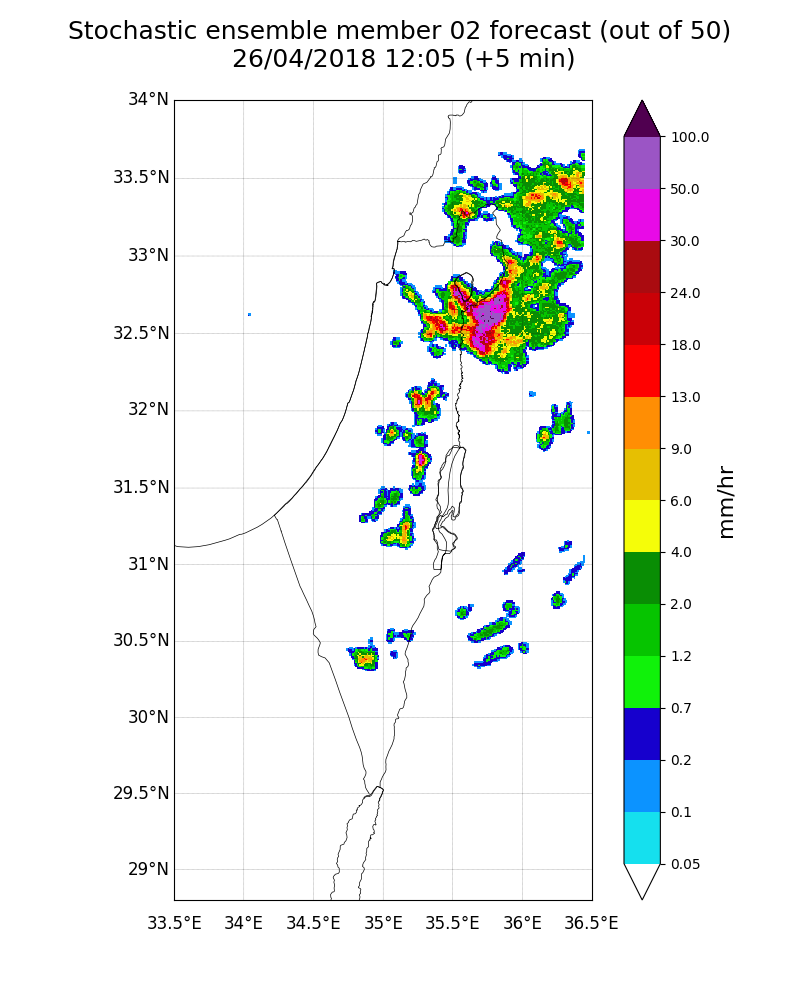 Stochastic ensemble member 02 forecast (out of 50)
26/04/2018 12:05 (+5 min)
34°N
33.5°N
33°N
32.5°N
32°N
31.5°N
31°N
30.5°N
30°N
29.5°N
29°N
33.5°E
34°E
34.5°E
35°E
35.5°E
36°E
36.5°E
100.0
50.0
30.0
24.0
18.0
13.0
9.0
6.0
4.0
2.0
1.2
0.7
0.2
0.1
0.05
mm/hr